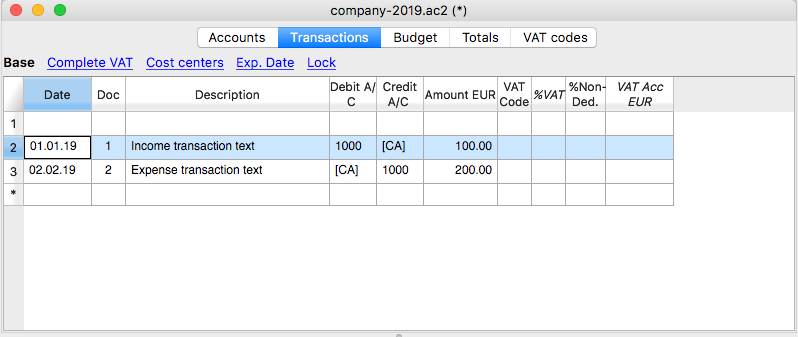 company-2019.ac2 (*)
Accounts Transactions Budget Totals VAT codes
Base Complete VAT Cost centers Exp. Date Lock
Date Doc Description Debit A/C Credit A/C Amount EUR VAT Code %VAT %Non-Ded. VAT Acc EUR
1
2 01.01.19 1 Income transaction text 1000 [CA] 100.00
3 02.02.19 2 Expense transaction text [CA] 1000 200.00
*